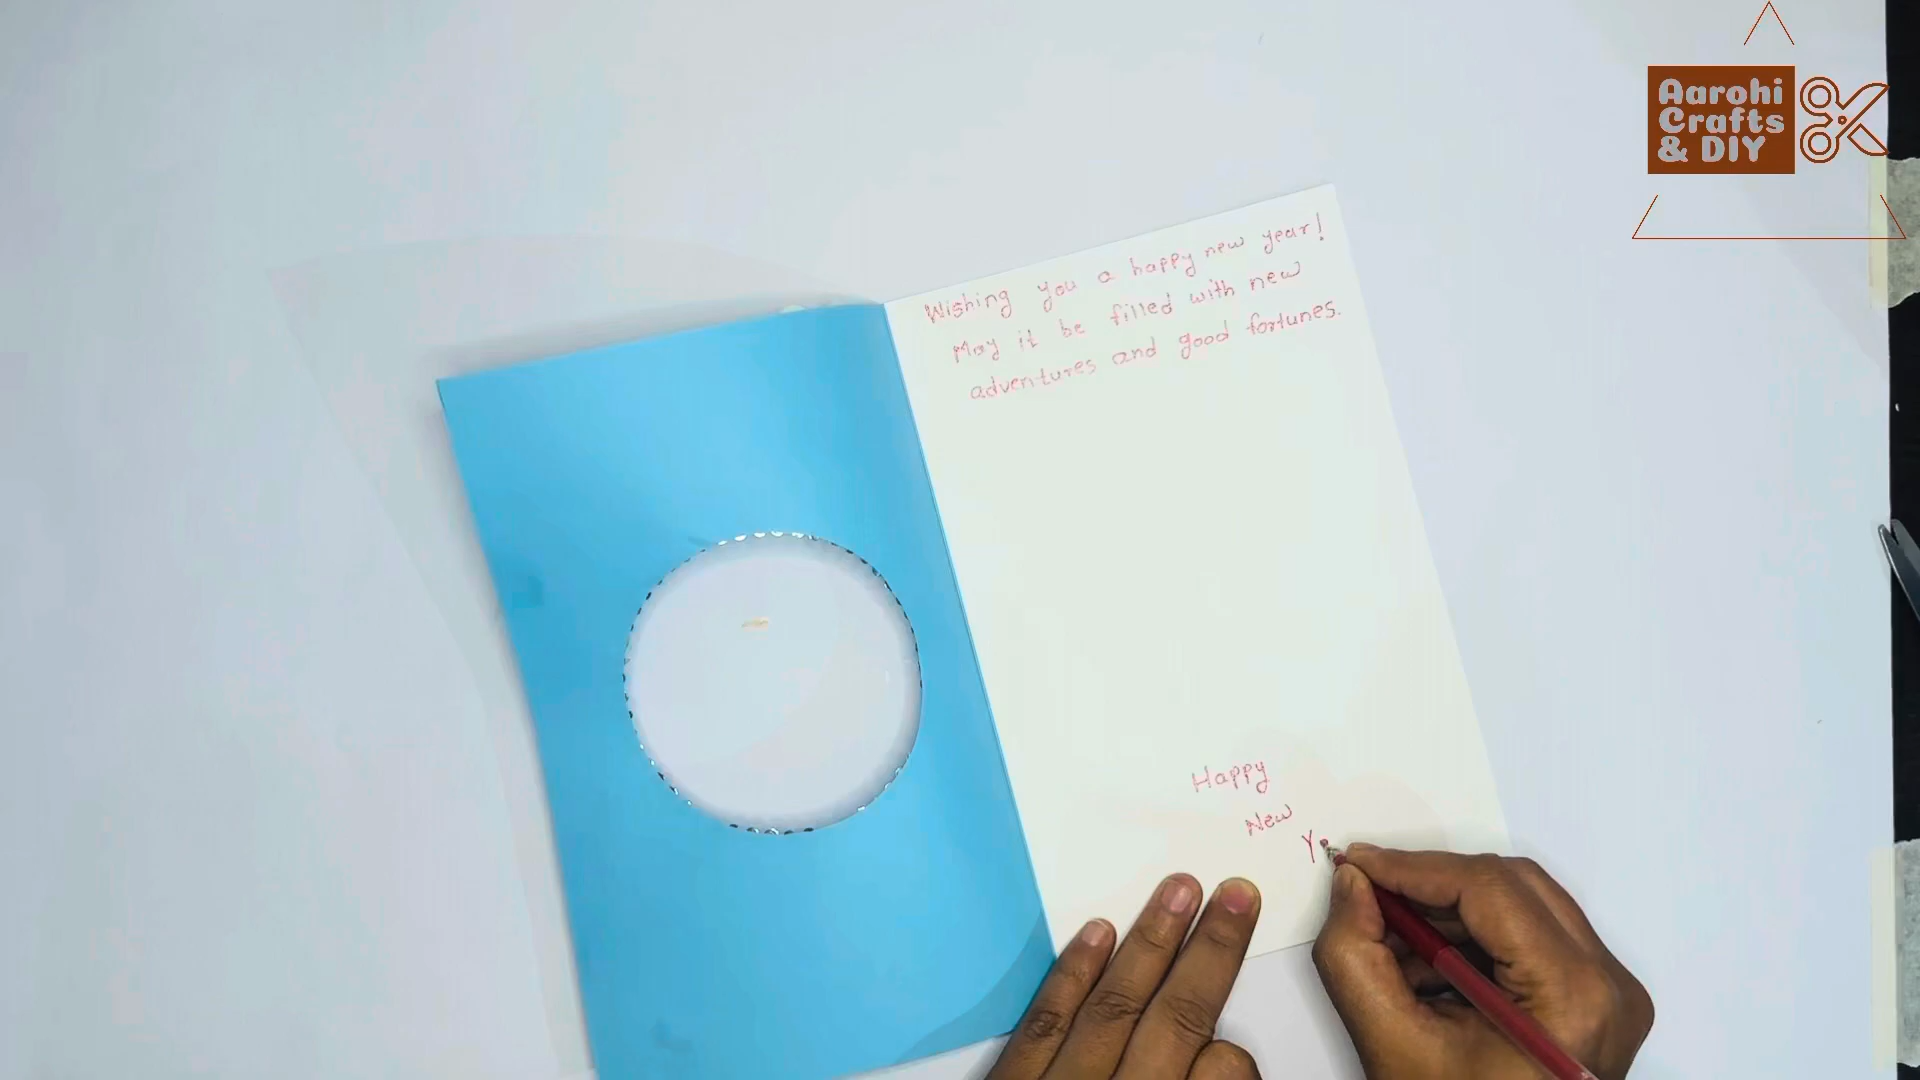 Aarohi
Crafts
& DIY
Wishing you a happy new year!
May it be filled with new
adventures and good fortunes.
Happy
New
Ye